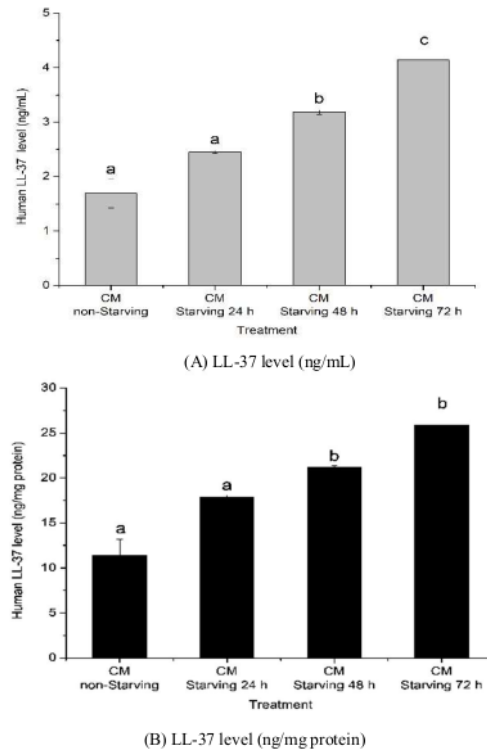 5
4
3
2
1
0
Human LL-37 level (ng/mL)
a
a
b
c
CM
non-Starving
CM
Starving 24 h
CM
Starving 48 h
CM
Starving 72 h
Treatment
(A) LL-37 level (ng/mL)
30
25
20
15
10
5
0
Human LL-37 level (ng/mg protein)
a
a
b
b
CM
non-Starving
CM
Starving 24 h
CM
Starving 48 h
CM
Starving 72 h
Treatment
(B) LL-37 level (ng/mg protein)